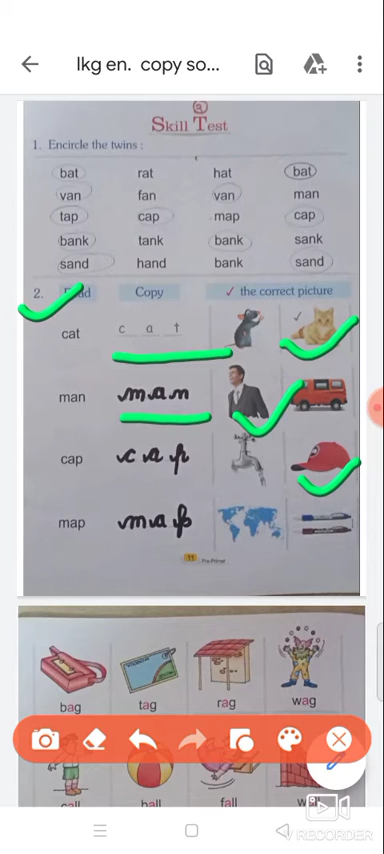 lkg en. copy so...
2
SKILL TEST
1. Encircle the twins :
bat rat hat bat
van fan van man
tap cap map cap
bank tank bank sank
sand hand bank sand
2. Copy ✓ the correct picture
cat c a t
man man
cap cap
map map
11 Pre-Primer
bag tag rag wag
call ball fall
RECORDER